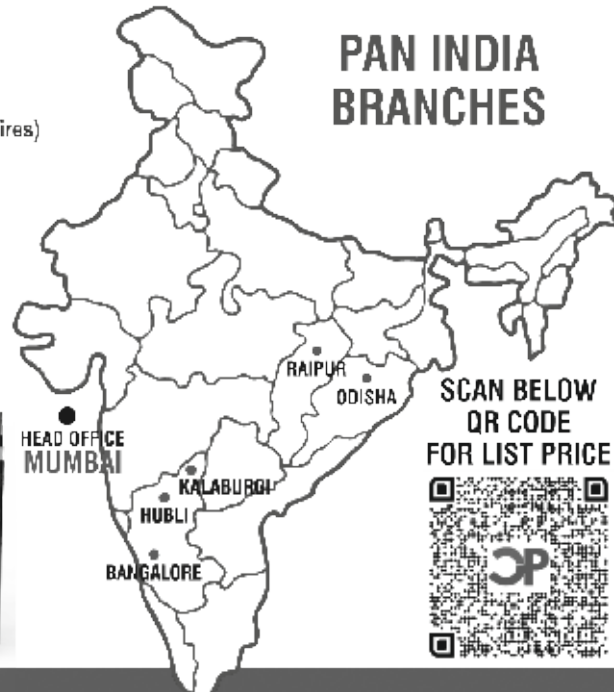 PAN INDIA
BRANCHES
ires)
RAIPUR
ODISHA
SCAN BELOW
QR CODE
FOR LIST PRICE
HEAD OFFICE
MUMBAI
KALABURGI
HUBLI
BANGALORE